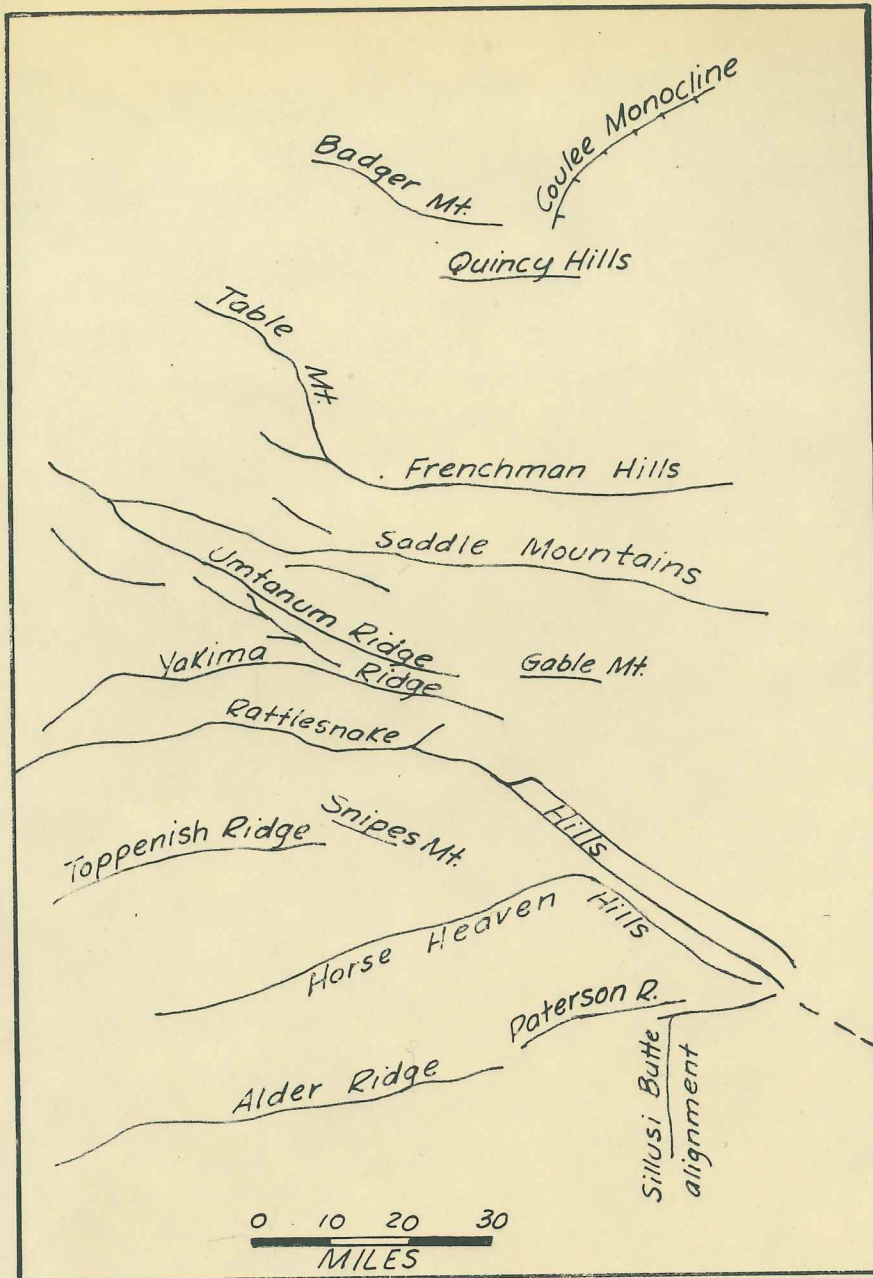 Coulee Monocline
Badger Mt.
Quincy Hills
Table Mt.
Frenchman Hills
Saddle Mountains
Umtanum Ridge
Gable Mt.
Yakima Ridge
Rattlesnake Hills
Snipes Mt.
Toppenish Ridge
Horse Heaven Hills
Paterson R.
Alder Ridge
Sillusi Butte
alignment
0 10 20 30
MILES